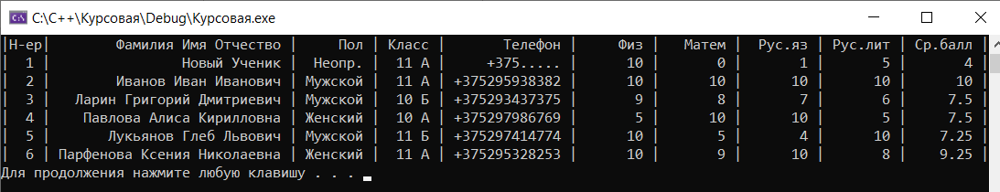 C:\C++\Курсовая\Debug\Курсовая.exe
|Н-ер| Фамилия Имя Отчество | Пол | Класс | Телефон | Физ | Матем | Рус.яз | Рус.лит | Ср.балл |
| 1 | Новый Ученик | Неопр. | 11 А | +375..... | 10 | 0 | 1 | 5 | 4 |
| 2 | Иванов Иван Иванович | Мужской | 11 А | +375295938382 | 10 | 10 | 10 | 10 | 10 |
| 3 | Ларин Григорий Дмитриевич | Мужской | 10 Б | +375293437375 | 9 | 8 | 7 | 6 | 7.5 |
| 4 | Павлова Алиса Кирилловна | Женский | 10 А | +375297986769 | 5 | 10 | 10 | 5 | 7.5 |
| 5 | Лукьянов Глеб Львович | Мужской | 11 Б | +375297414774 | 10 | 5 | 4 | 10 | 7.25 |
| 6 | Парфенова Ксения Николаевна | Женский | 11 А | +375295328253 | 10 | 9 | 10 | 8 | 9.25 |
Для продолжения нажмите любую клавишу . . .